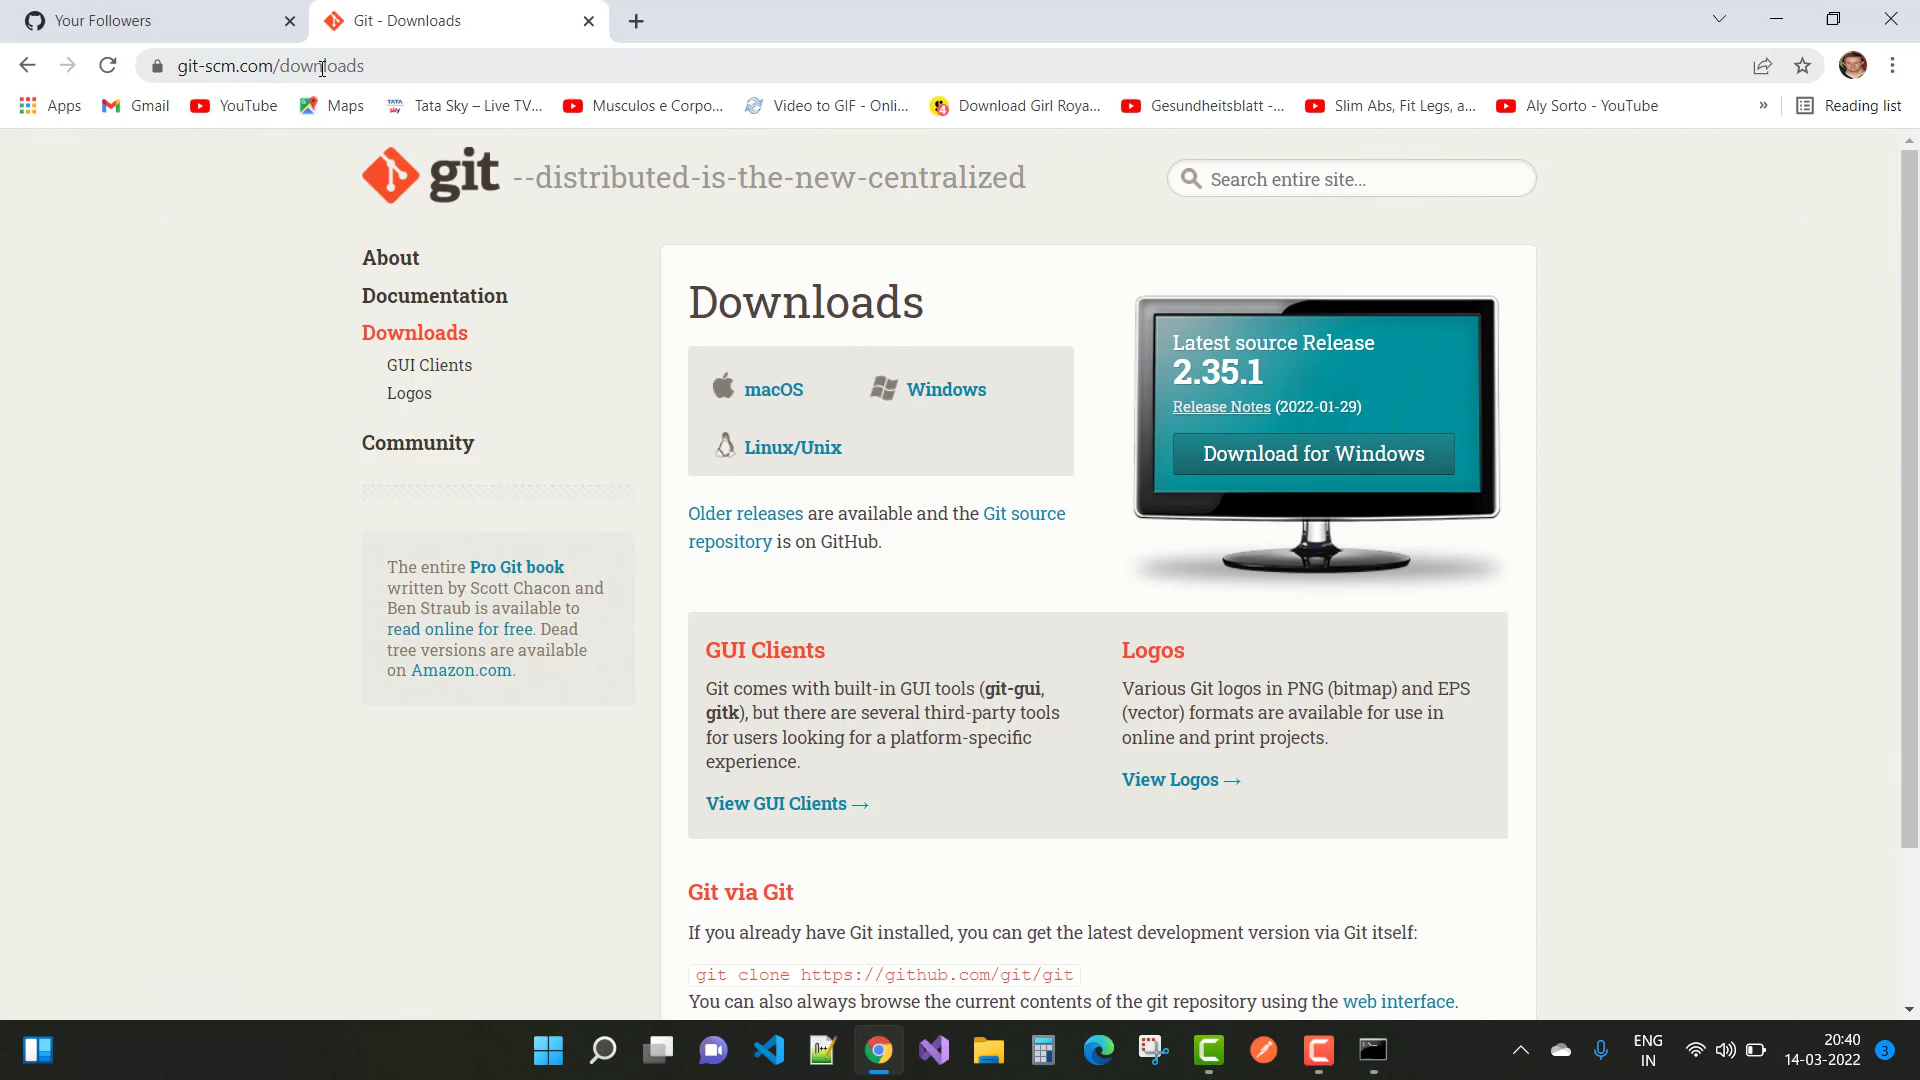 Your Followers
Git - Downloads
git-scm.com/downloads
Apps
Gmail
YouTube
Maps
Tata Sky – Live TV...
Musculos e Corpo...
Video to GIF - Onli...
Download Girl Roya...
Gesundheitsblatt -...
Slim Abs, Fit Legs, a...
Aly Sorto - YouTube
»
Reading list
git --distributed-is-the-new-centralized
Search entire site...
About
Documentation
Downloads
GUI Clients
Logos
Community
The entire Pro Git book
written by Scott Chacon and
Ben Straub is available to
read online for free. Dead
tree versions are available
on Amazon.com.
Downloads
macOS
Windows
Linux/Unix
Older releases are available and the Git source
repository is on GitHub.
Latest source Release
2.35.1
Release Notes (2022-01-29)
Download for Windows
GUI Clients
Git comes with built-in GUI tools (git-gui,
gitk), but there are several third-party tools
for users looking for a platform-specific
experience.
View GUI Clients →
Logos
Various Git logos in PNG (bitmap) and EPS
(vector) formats are available for use in
online and print projects.
View Logos →
Git via Git
If you already have Git installed, you can get the latest development version via Git itself:
git clone https://github.com/git/git
You can also always browse the current contents of the git repository using the web interface.
ENG
IN
20:40
14-03-2022
3